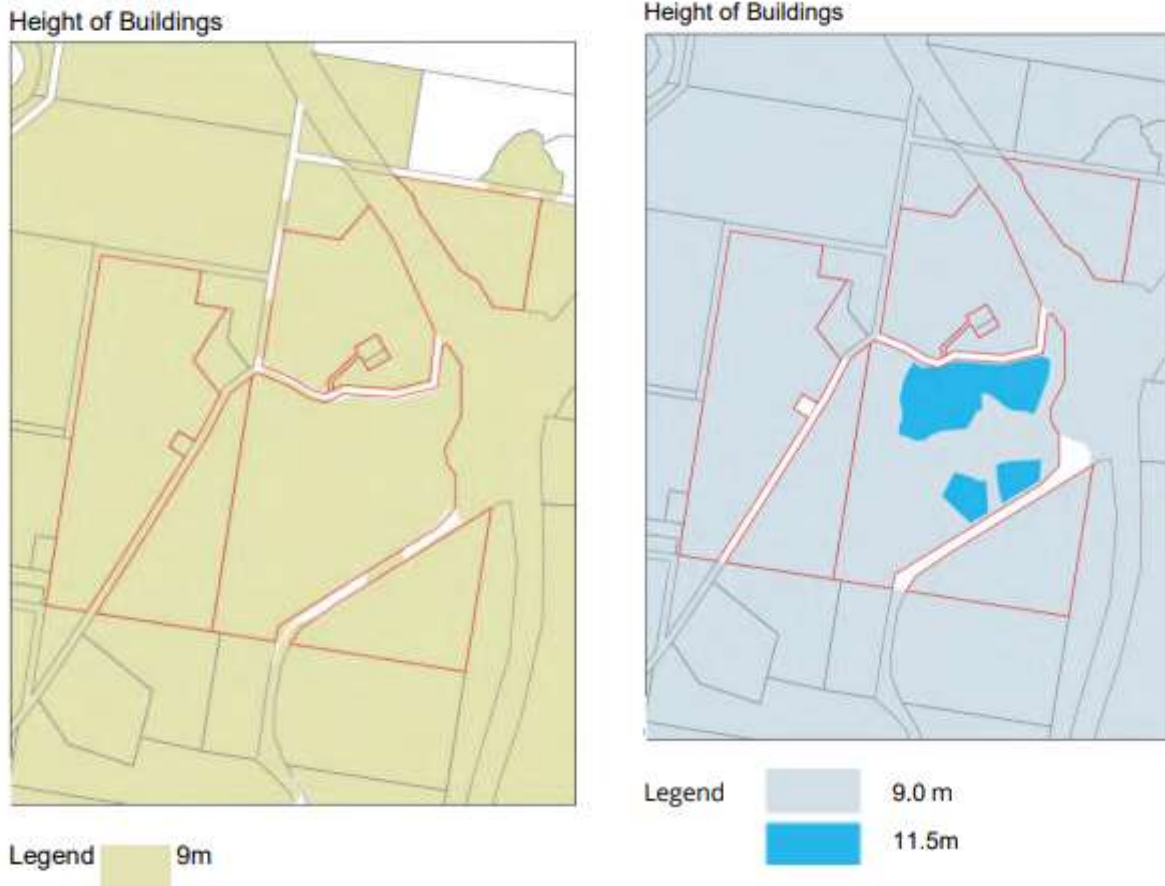 Height of Buildings
Legend 9m
Height of Buildings
Legend 9.0 m
11.5m